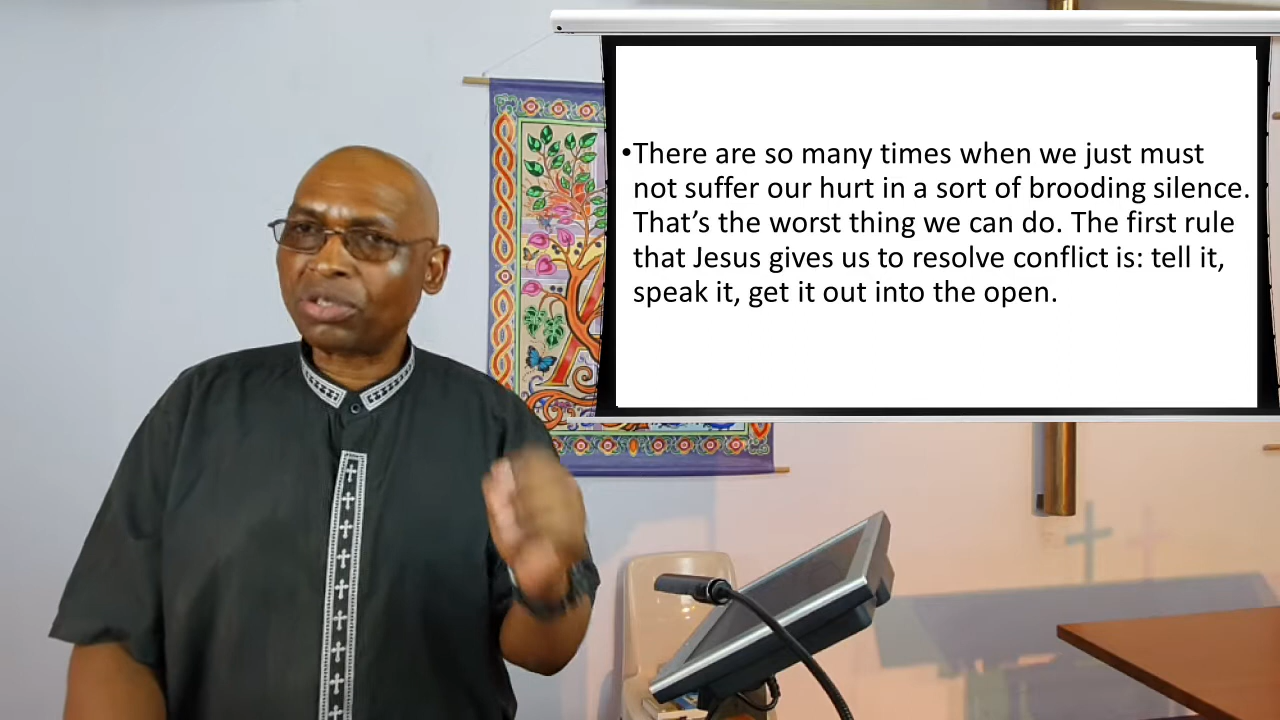 •There are so many times when we just must
not suffer our hurt in a sort of brooding silence.
That’s the worst thing we can do. The first rule
that Jesus gives us to resolve conflict is: tell it,
speak it, get it out into the open.